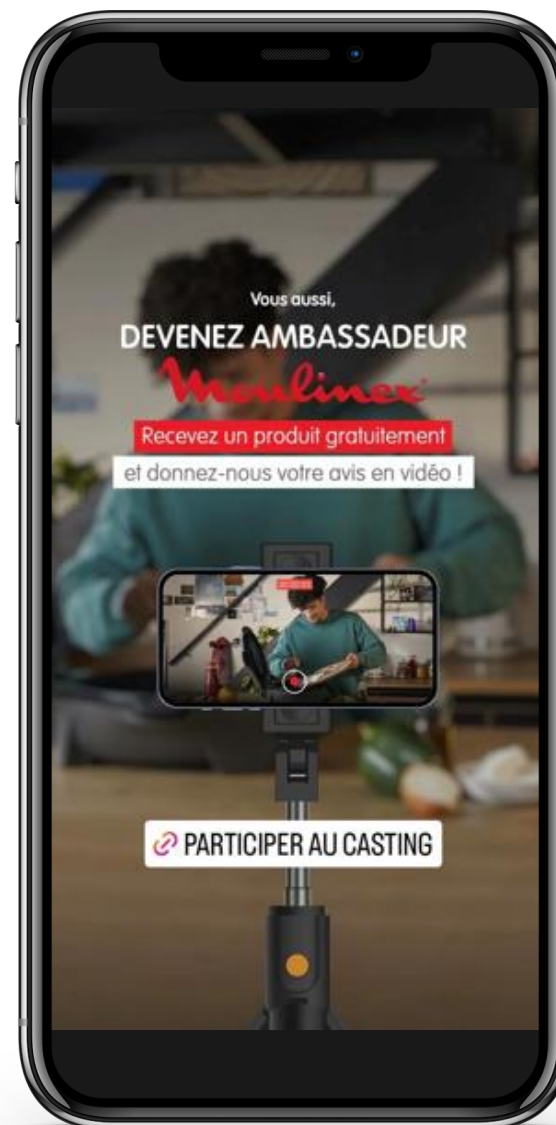 Vous aussi,
DEVENEZ AMBASSADEUR
Moulinex
Recevez un produit gratuitement
et donnez-nous votre avis en vidéo !
PARTICIPER AU CASTING